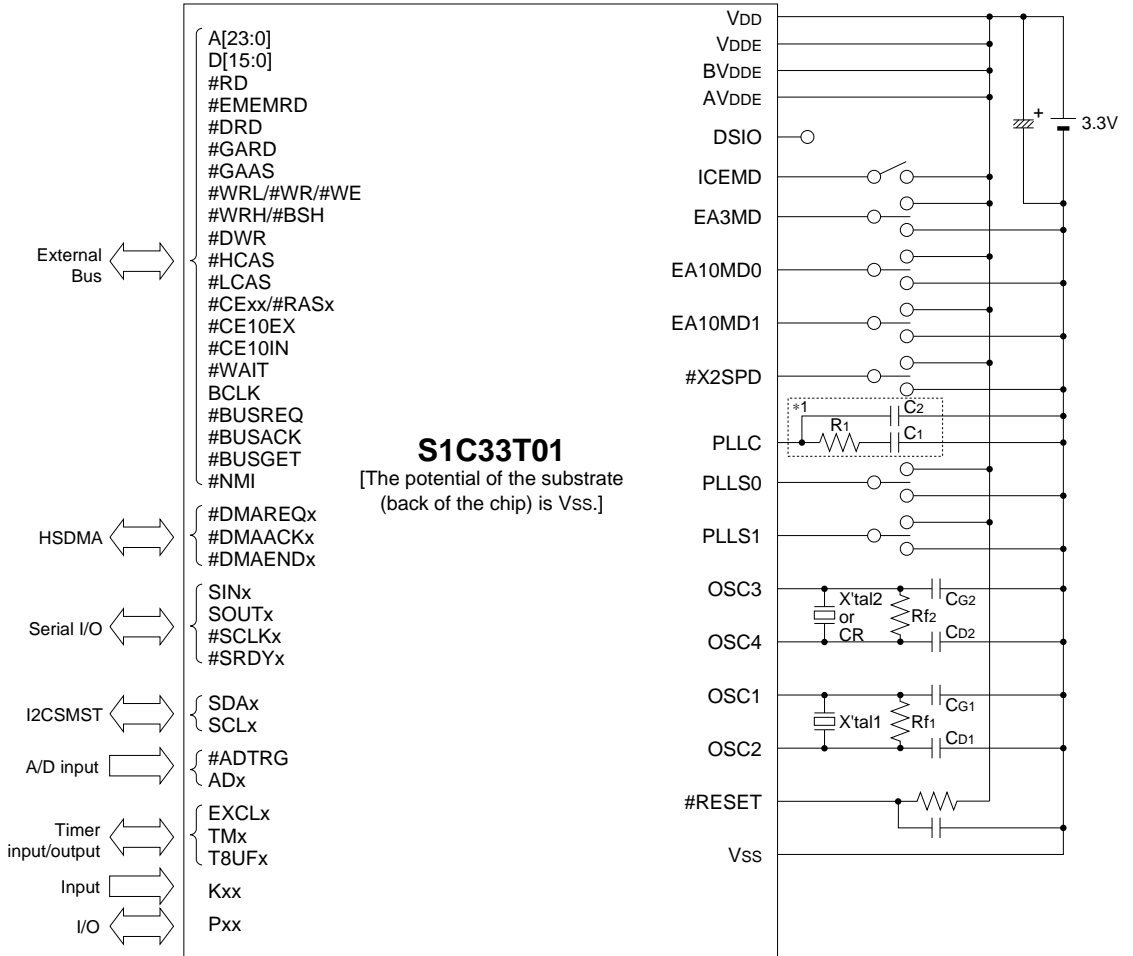 A[23:0]
D[15:0]
#RD
#EMEMRD
#DRD
#GARD
#GAAS
#WRL/#WR/#WE
#WRH/#BSH
#DWR
#HCAS
#LCAS
#CExx/#RASx
#CE10EX
#CE10IN
#WAIT
BCLK
#BUSREQ
#BUSACK
#BUSGET
#NMI
External
Bus
#DMAREQx
#DMAACKx
#DMAENDx
HSDMA
SINx
SOUTx
#SCLKx
#SRDYx
Serial I/O
SDAx
SCLx
I2CSMST
#ADTRG
ADx
A/D input
EXCLx
TMx
T8UFx
Timer
input/output
Input
Kxx
I/O
Pxx
S1C33T01
[The potential of the substrate
(back of the chip) is VSS.]
VDD
VDDE
BVDDE
AVDDE
DSIO
ICEMD
EA3MD
EA10MD0
EA10MD1
#X2SPD
PLLC
PLLS0
PLLS1
OSC3
OSC4
OSC1
OSC2
#RESET
VSS
+
3.3V
*1
C2
R1
C1
X'tal2
or
CR
Rf2
CG2
CD2
X'tal1
Rf1
CG1
CD1